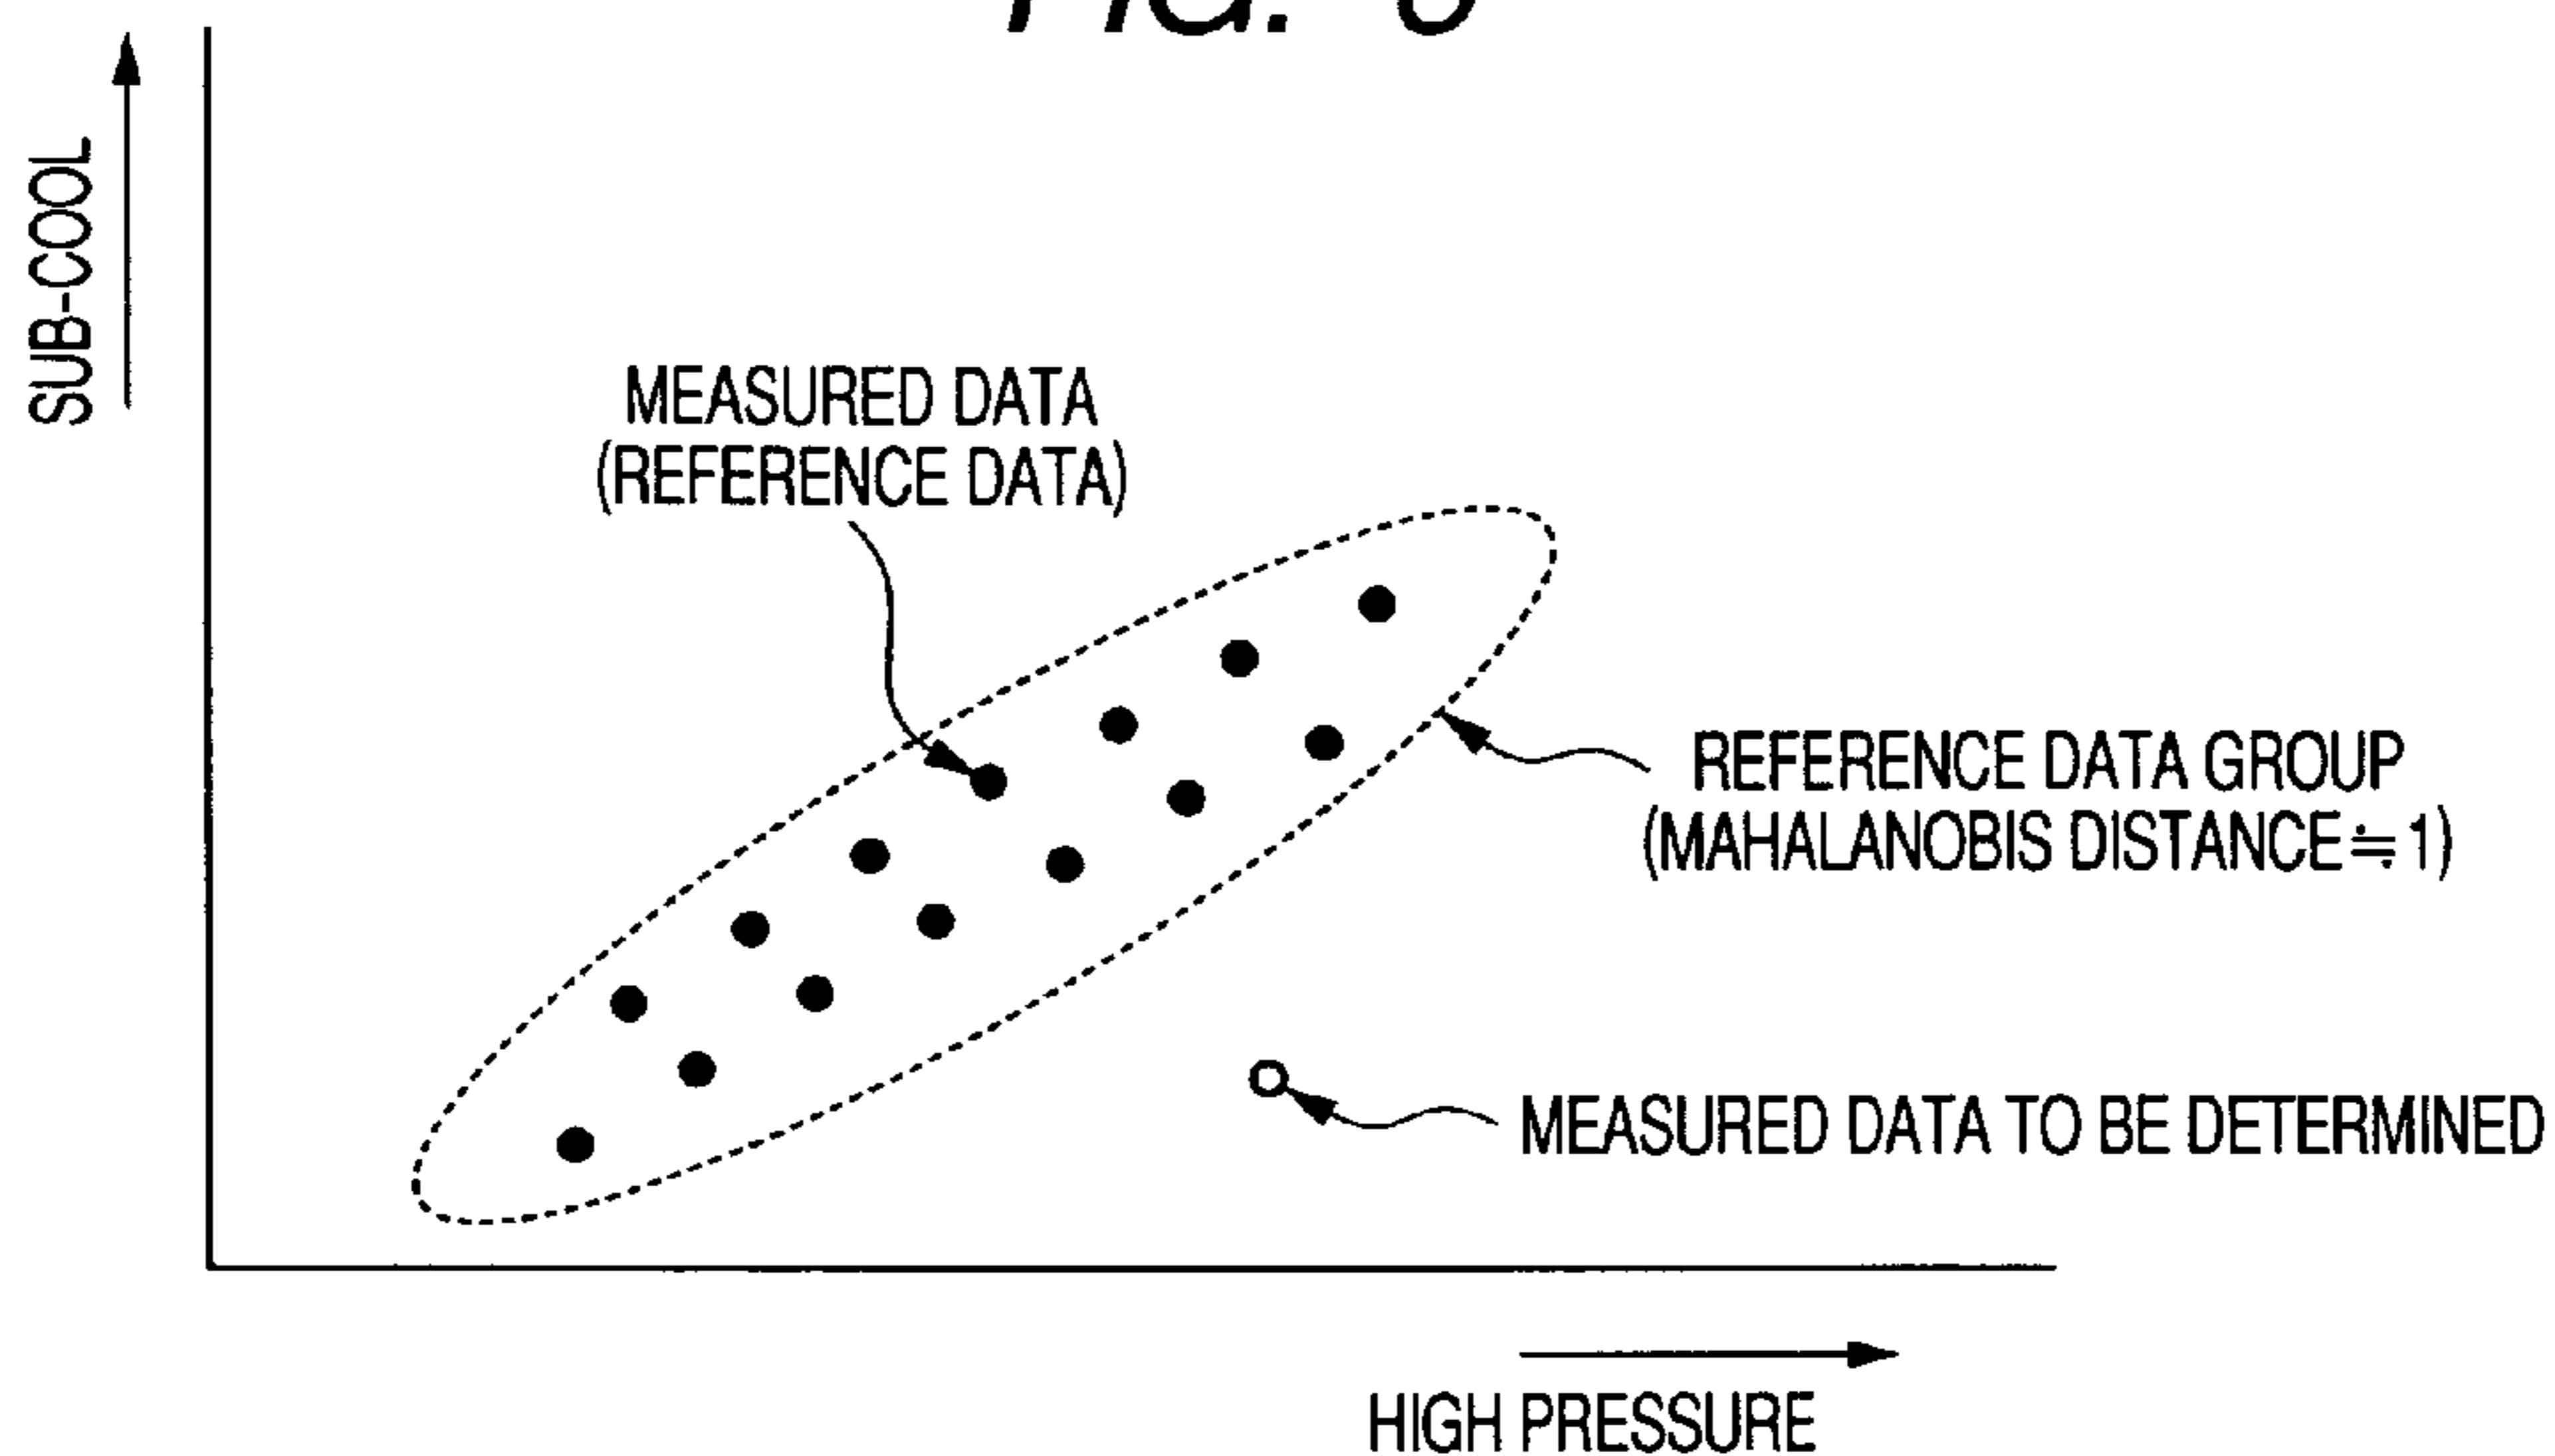 FIG.
SUB-COOL
MEASURED DATA
(REFERENCE DATA)
REFERENCE DATA GROUP
(MAHALANOBIS DISTANCE≒1)
MEASURED DATA TO BE DETERMINED
HIGH PRESSURE